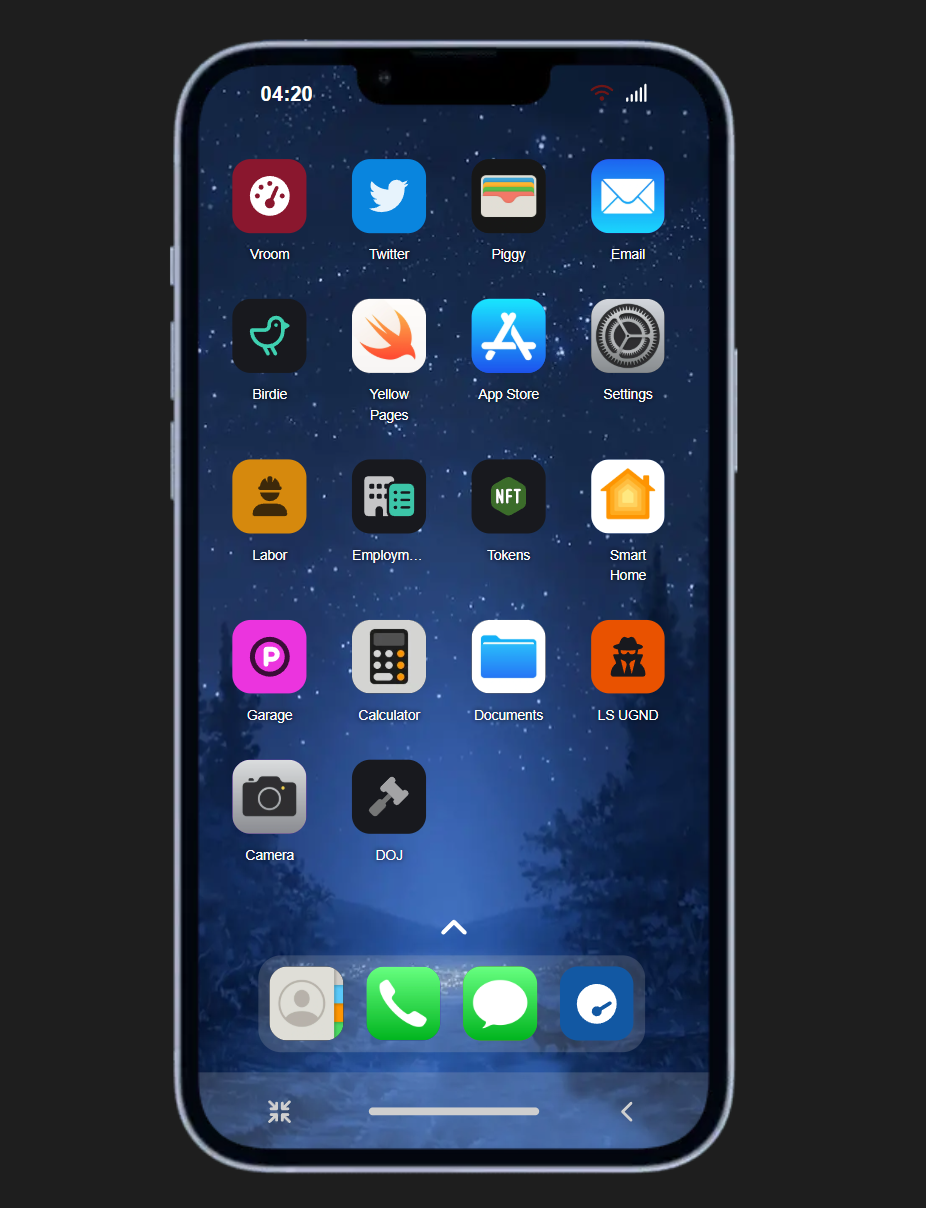 04:20
Vroom
Twitter
Piggy
Email
Birdie
Yellow
Pages
App Store
Settings
Labor
Employm...
NFT
Tokens
Smart
Home
P
Garage
Calculator
Documents
LS UGND
Camera
DOJ